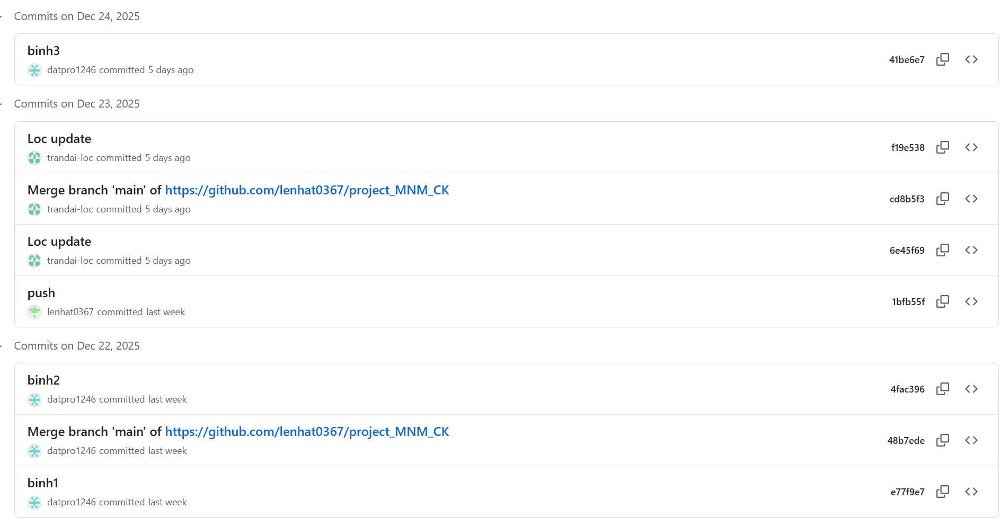 Commits on Dec 24, 2025
binh3
datpro1246 committed 5 days ago
41be6e7
Commits on Dec 23, 2025
Loc update
trandai-loc committed 5 days ago
f19e538
Merge branch 'main' of https://github.com/lenhat0367/project_MNM_CK
trandai-loc committed 5 days ago
cd8b5f3
Loc update
trandai-loc committed 5 days ago
6e45f69
push
lenhat0367 committed last week
1bfb55f
Commits on Dec 22, 2025
binh2
datpro1246 committed last week
4fac396
Merge branch 'main' of https://github.com/lenhat0367/project_MNM_CK
datpro1246 committed last week
48b7ede
binh1
datpro1246 committed last week
e77f9e7